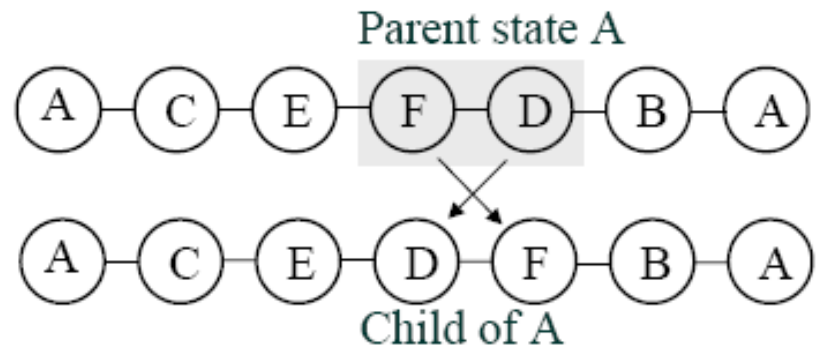 Parent state A
A C E F D B A
A C E D F B A
Child of A